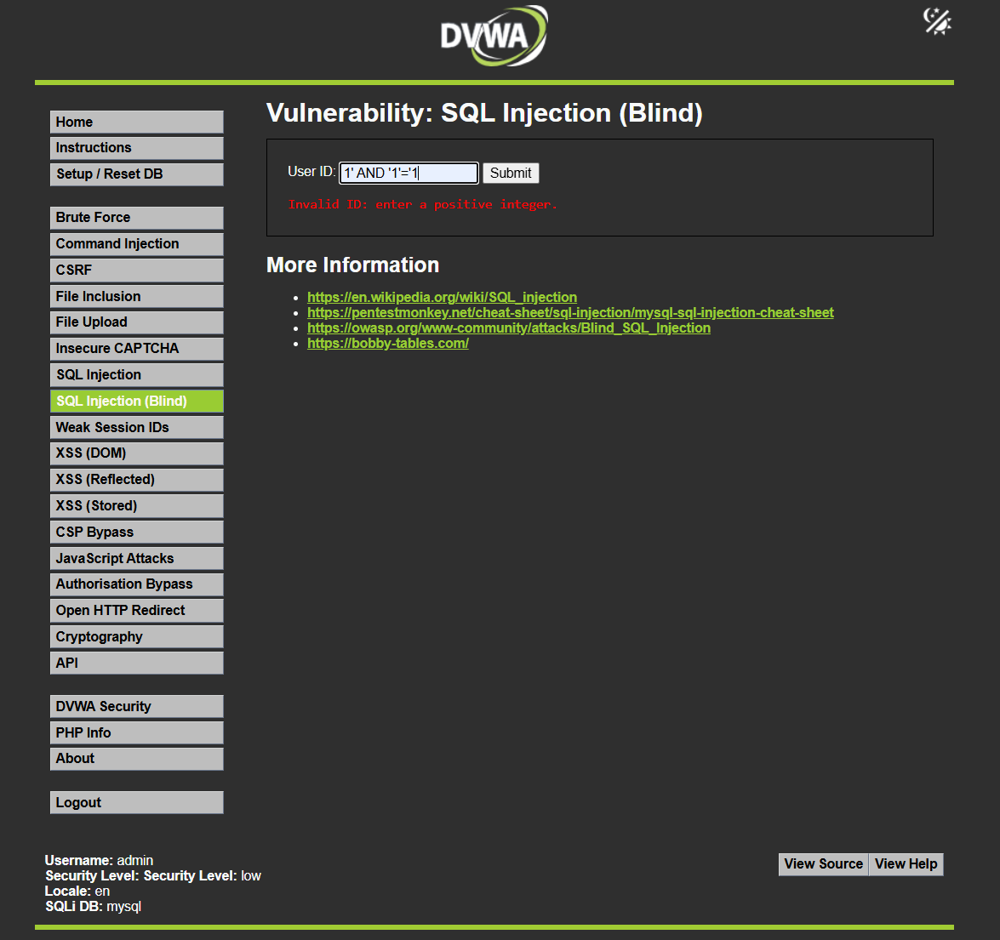 DVWA
Vulnerability: SQL Injection (Blind)
Home
Instructions
Setup / Reset DB
Brute Force
Command Injection
CSRF
File Inclusion
File Upload
Insecure CAPTCHA
SQL Injection
SQL Injection (Blind)
Weak Session IDs
XSS (DOM)
XSS (Reflected)
XSS (Stored)
CSP Bypass
JavaScript Attacks
Authorisation Bypass
Open HTTP Redirect
Cryptography
API
DVWA Security
PHP Info
About
Logout
User ID: 1' AND '1'='1 Submit
Invalid ID: enter a positive integer.
More Information
https://en.wikipedia.org/wiki/SQL_injection
https://pentestmonkey.net/cheat-sheet/sql-injection/mysql-sql-injection-cheat-sheet
https://owasp.org/www-community/attacks/Blind_SQL_Injection
https://bobby-tables.com/
Username: admin
Security Level: Security Level: low
Locale: en
SQLi DB: mysql
View Source View Help